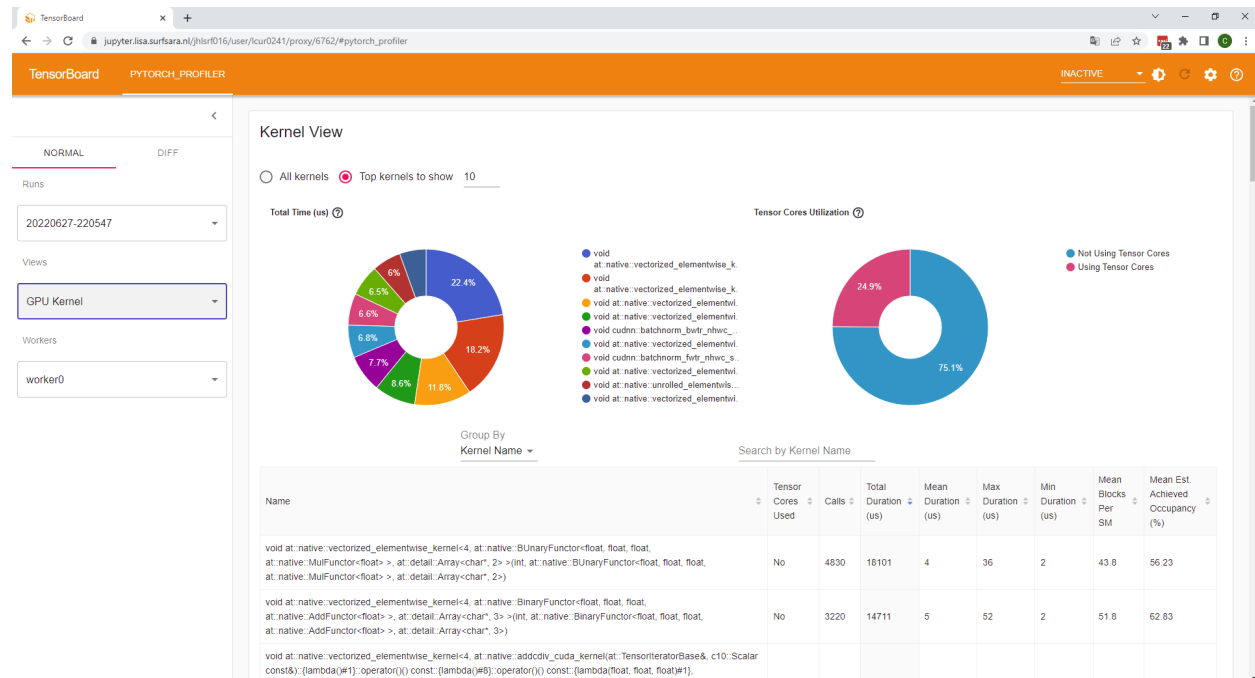 TensorBoard
jupyter.lisa.surfsara.nl/jhlsrf016/user/lcur0241/proxy/6762/#pytorch_profiler
22
C
TensorBoard
PYTORCH_PROFILER
INACTIVE
NORMAL
DIFF
Runs
20220627-220547
Views
GPU Kernel
Workers
worker0
Kernel View
All kernels
Top kernels to show 10
Total Time (us)
22.4%
18.2%
11.8%
8.6%
7.7%
6.8%
6.6%
6.5%
6%
void
at::native::vectorized_elementwise_k.
void
at::native::vectorized_elementwise_k.
void at::native::vectorized_elementwi.
void at::native::vectorized_elementwi.
void cudnn::batchnorm_bwtr_nhwc_...
void at::native::vectorized_elementwi.
void cudnn::batchnorm_fwtr_nhwc_s..
void at::native::vectorized_elementwi.
void at::native::unrolled_elementwis...
void at::native::vectorized_elementwi.
Tensor Cores Utilization
24.9%
75.1%
Not Using Tensor Cores
Using Tensor Cores
Group By
Kernel Name
Search by Kernel Name
Name
Tensor
Cores
Used
Calls
Total
Duration
(us)
Mean
Duration
(us)
Max
Duration
(us)
Min
Duration
(us)
Mean
Blocks
Per
SM
Mean Est.
Achieved
Occupancy
(%)
void at::native::vectorized_elementwise_kernel<4, at::native::BUnaryFunctor<float, float, float,
at::native::MulFunctor<float> >, at::detail::Array<char*, 2> >(int, at::native::BUnaryFunctor<float, float, float,
at::native::MulFunctor<float> >, at::detail::Array<char*, 2>)
No 4830 18101 4 36 2 43.8 56.23
void at::native::vectorized_elementwise_kernel<4, at::native::BinaryFunctor<float, float, float,
at::native::AddFunctor<float> >, at::detail::Array<char*, 3> >(int, at::native::BinaryFunctor<float, float, float,
at::native::AddFunctor<float> >, at::detail::Array<char*, 3>)
No 3220 14711 5 52 2 51.8 62.83
void at::native::vectorized_elementwise_kernel<4, at::native::addcdiv_cuda_kernel(at::TensorIteratorBase&, c10::Scalar
const&)::{lambda()#1}::operator()() const::{lambda()#8}::operator()() const::{lambda(float, float, float)#1},